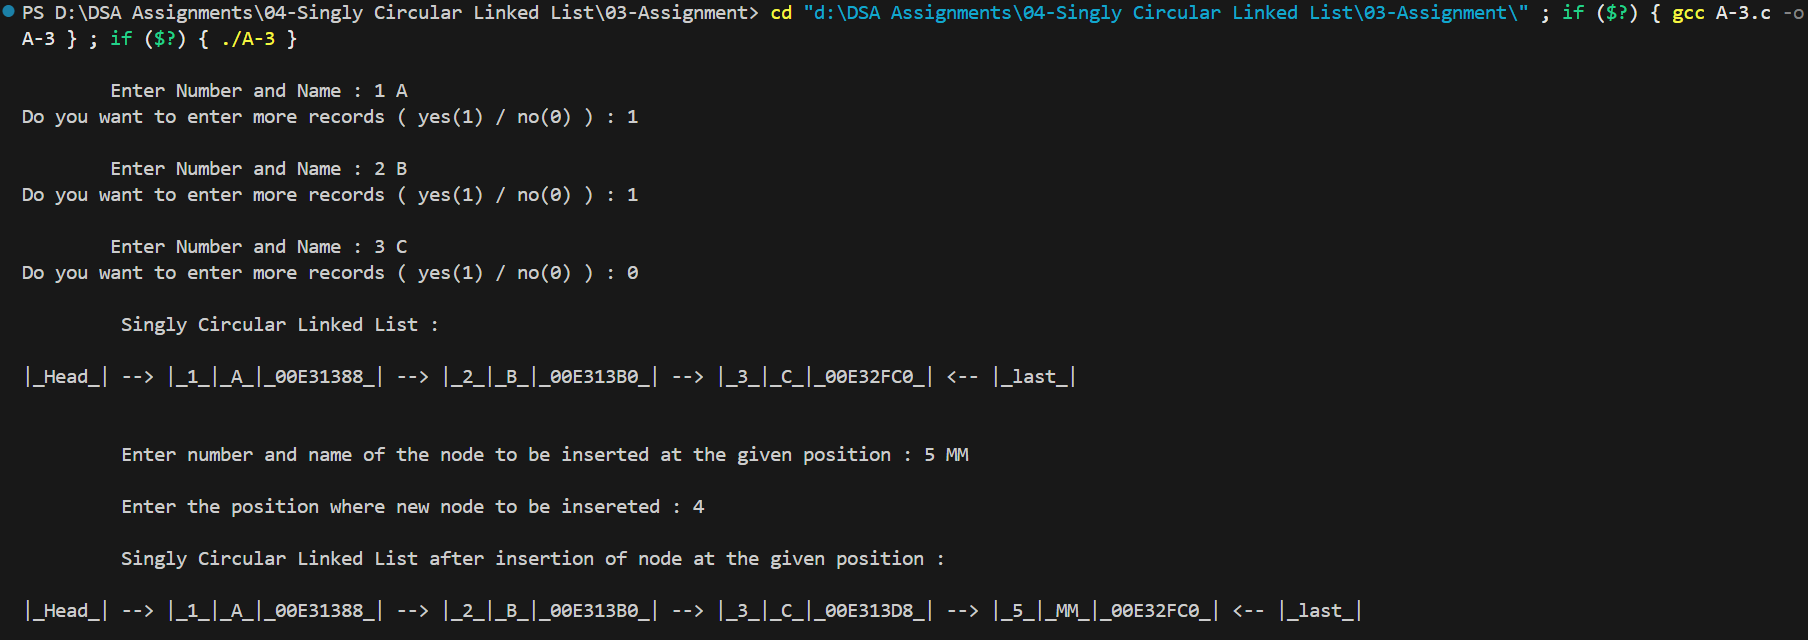 PS D:\DSA Assignments\04-Singly Circular Linked List\03-Assignment> cd "d:\DSA Assignments\04-Singly Circular Linked List\03-Assignment\" ; if ($?) { gcc A-3.c -o
A-3 } ; if ($?) { ./A-3 }
Enter Number and Name : 1 A
Do you want to enter more records ( yes(1) / no(0) ) : 1
Enter Number and Name : 2 B
Do you want to enter more records ( yes(1) / no(0) ) : 1
Enter Number and Name : 3 C
Do you want to enter more records ( yes(1) / no(0) ) : 0
Singly Circular Linked List :
|_Head_| --> |_1_|_A_|_00E31388_| --> |_2_|_B_|_00E313B0_| --> |_3_|_C_|_00E32FC0_| <-- |_last_|
Enter number and name of the node to be inserted at the given position : 5 MM
Enter the position where new node to be insereted : 4
Singly Circular Linked List after insertion of node at the given position :
|_Head_| --> |_1_|_A_|_00E31388_| --> |_2_|_B_|_00E313B0_| --> |_3_|_C_|_00E313D8_| --> |_5_|_MM_|_00E32FC0_| <-- |_last_|